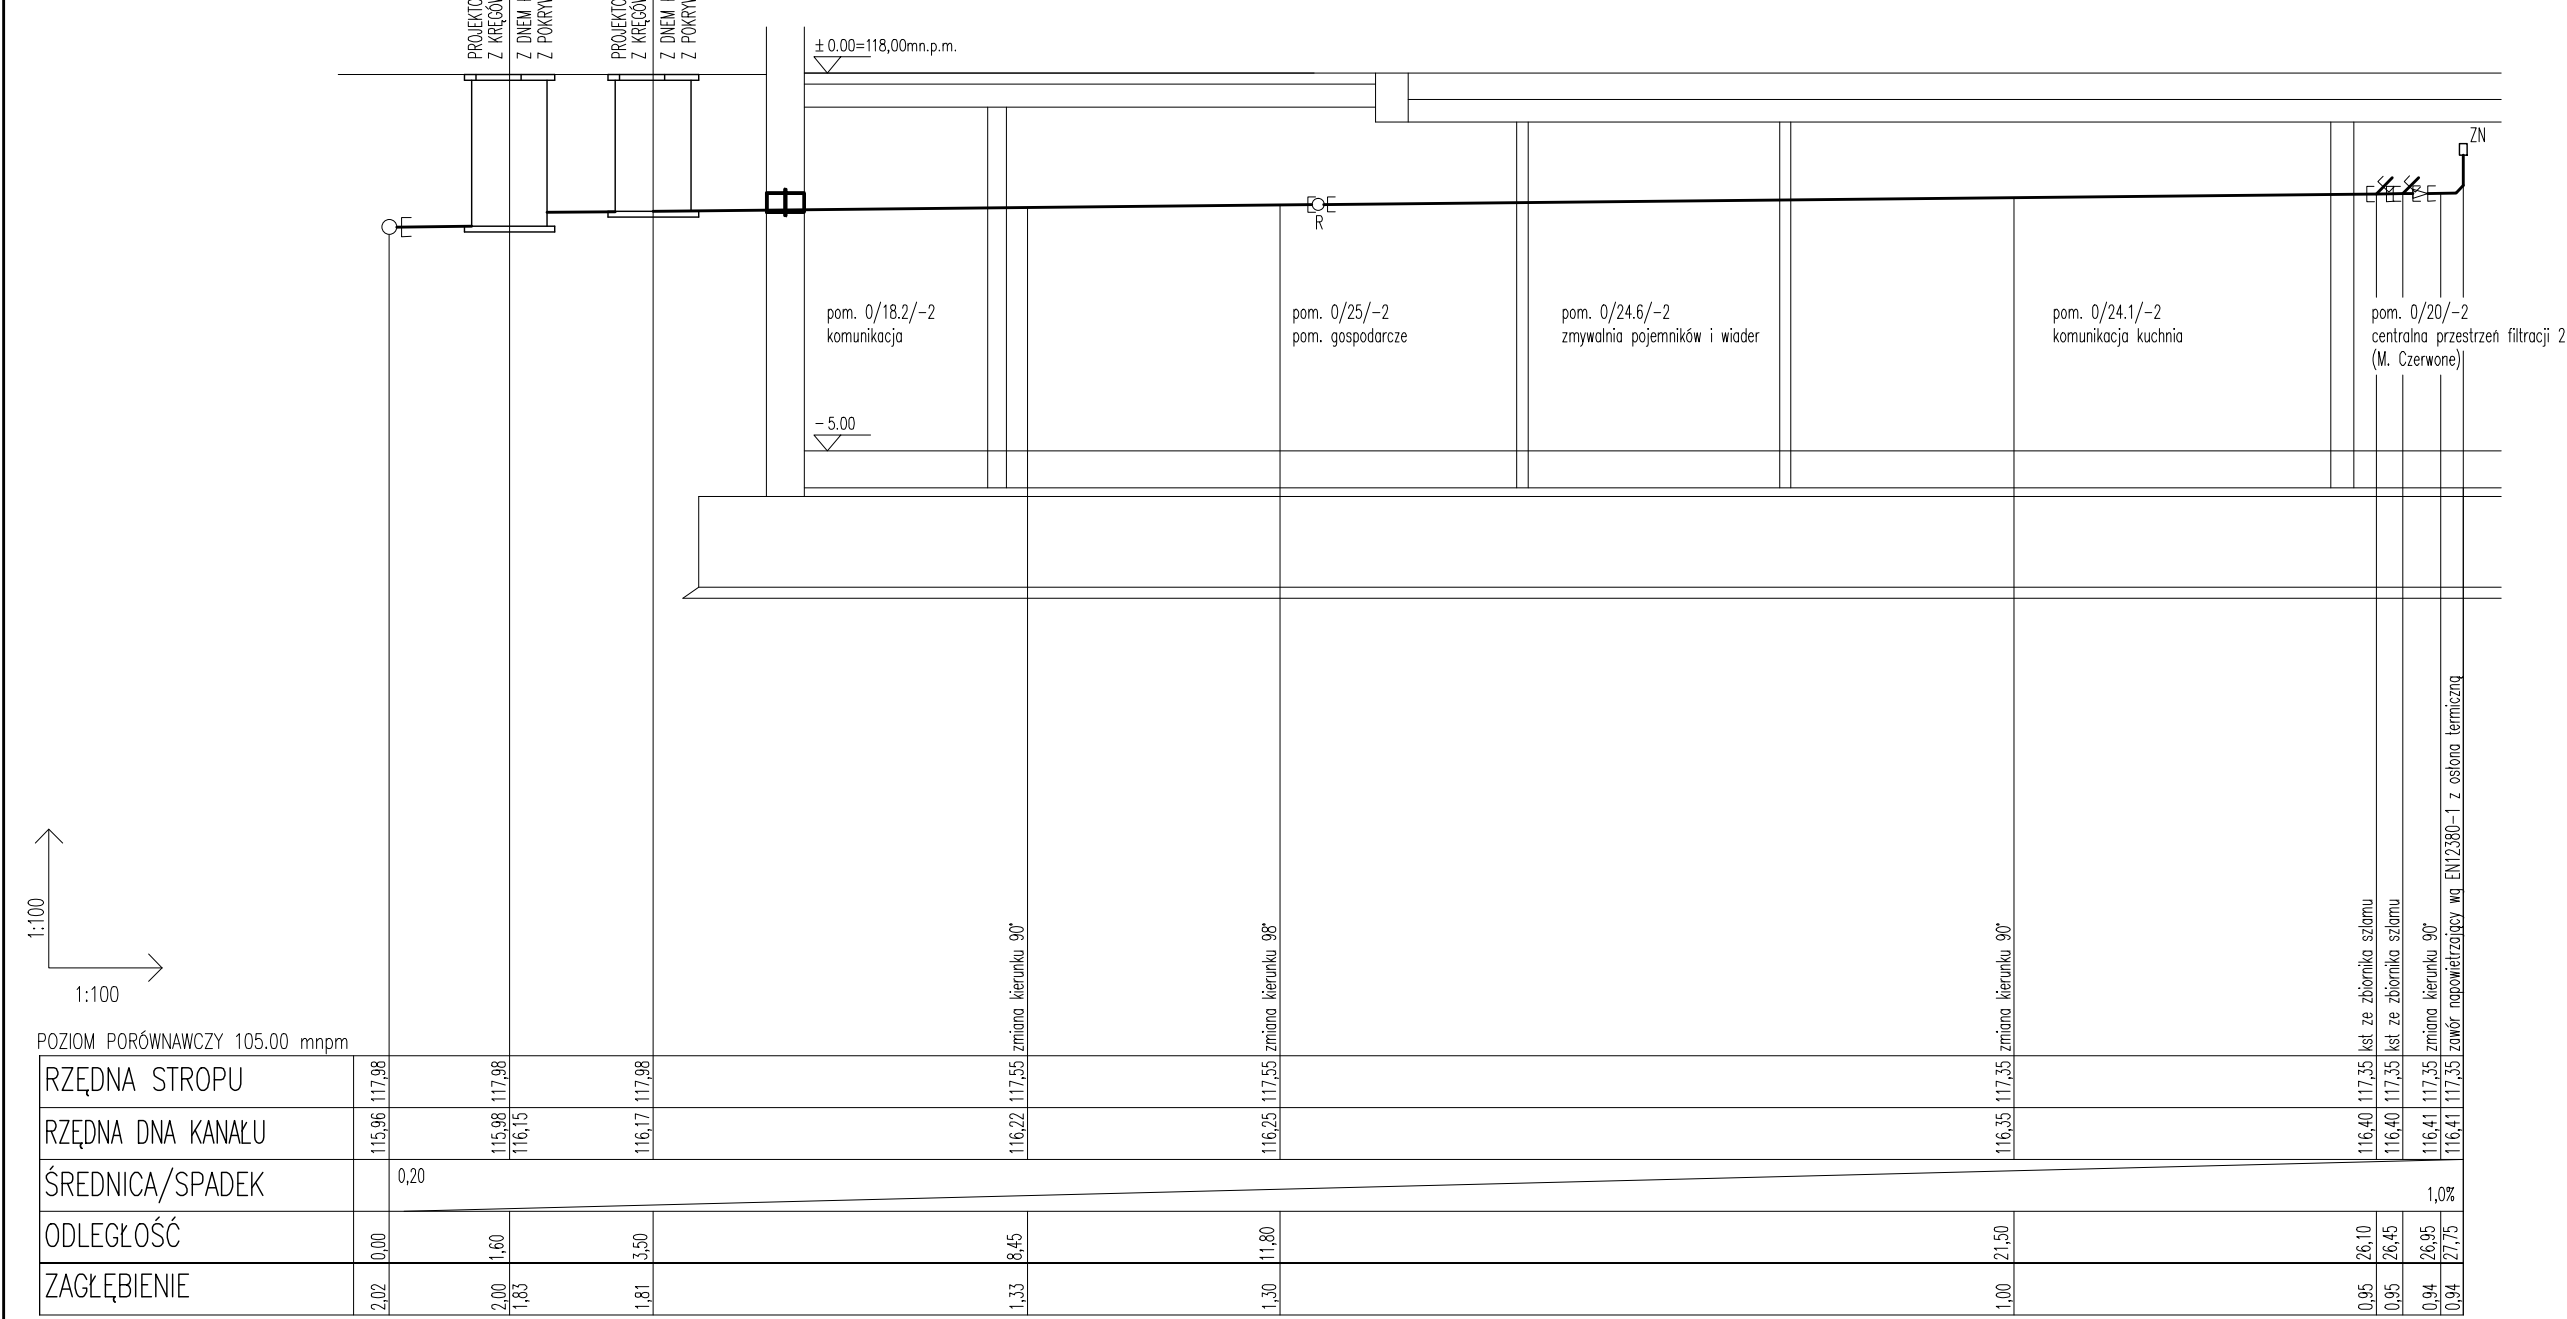 PROJEKTO
Z KRĘGÓW
Z DNEM
Z POKRYW
PROJEKTO
Z KRĘGÓW
Z DNEM
Z POKRYW
± 0.00=118,00mn.p.m.
ZN
R
pom. 0/18.2/-2
komunikacja
pom. 0/25/-2
pom. gospodarcze
pom. 0/24.6/-2
zmywalnia pojemników i wiader
pom. 0/24.1/-2
komunikacja kuchnia
pom. 0/20/-2
centralna przestrzeń filtracji 2
(M. Czerwone)
- 5.00
1:100
1:100
zmiana kierunku 90°
zmiana kierunku 98°
zmiana kierunku 90°
kst ze zbiornika szlamu
kst ze zbiornika szlamu
zmiana kierunku 90°
zawór napowietrzający wg EN12380-1 z osłona termiczną
POZIOM PORÓWNAWCZY 105.00 mnpm
RZĘDNA STROPU 117,98 117,98 117,98 117,55 117,55 117,35 117,35 117,35 117,35 117,35
RZĘDNA DNA KANAŁU 115,96 115,98 116,15 116,17 116,22 116,25 116,35 116,40 116,40 116,41 116,41
ŚREDNICA/SPADEK 0,20 1,0%
ODLEGŁOŚĆ 0,00 1,60 3,50 8,45 11,80 21,50 26,10 26,45 26,95 27,75
ZAGŁĘBIENIE 2,02 2,00 1,83 1,81 1,33 1,30 1,00 0,95 0,95 0,94 0,94